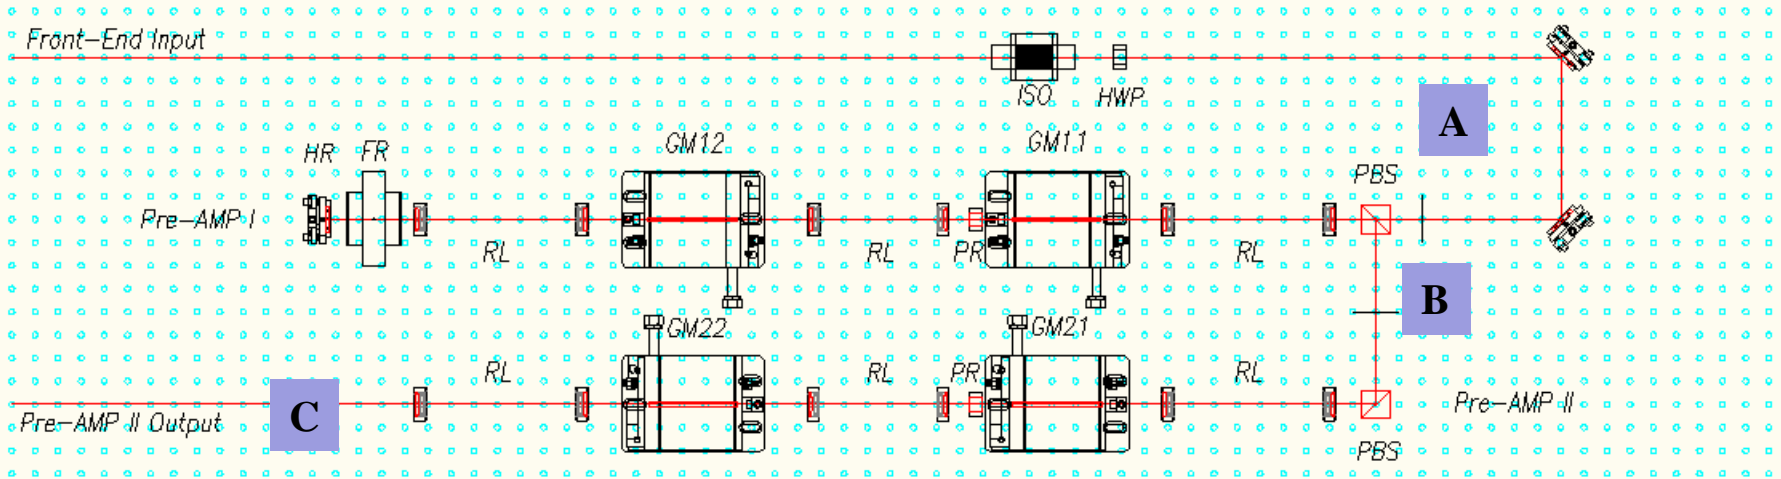 Front-End Input
ISO
HWP
A
HR
FR
GM12
GM11
PBS
Pre-AMP I
RL
RL
PR
RL
B
GM22
GM21
RL
RL
PR
RL
C
Pre-AMP II Output
Pre-AMP II
PBS